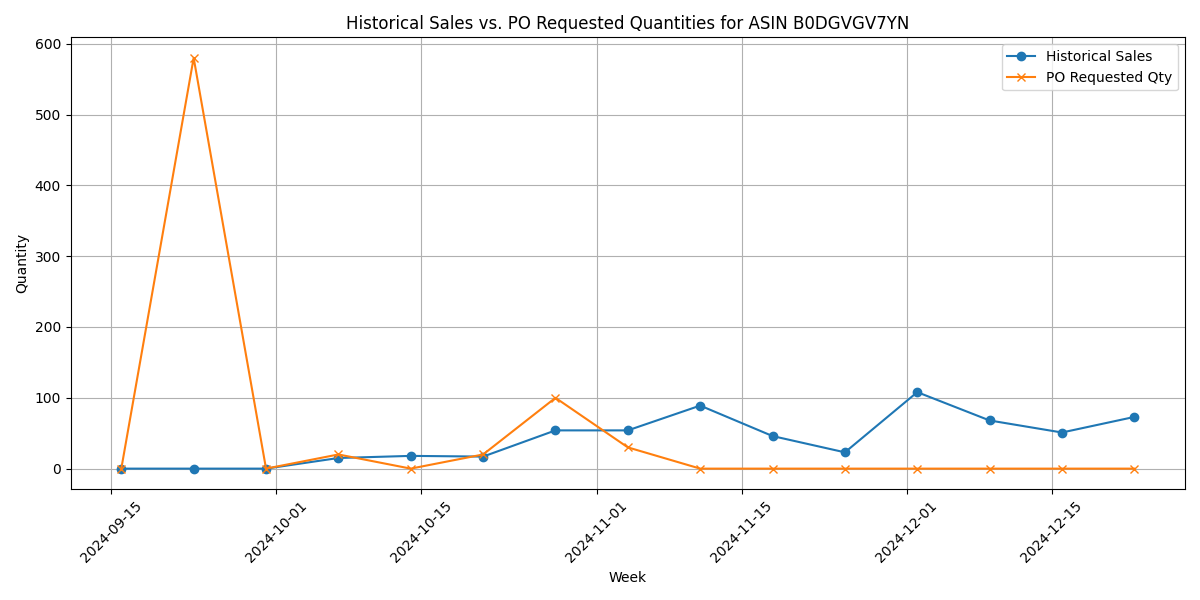 Historical Sales vs. PO Requested Quantities for ASIN B0DGVGV7YN
Historical Sales
PO Requested Qty
Quantity
600
500
400
300
200
100
0
2024-09-15
2024-10-01
2024-10-15
2024-11-01
2024-11-15
2024-12-01
2024-12-15
Week